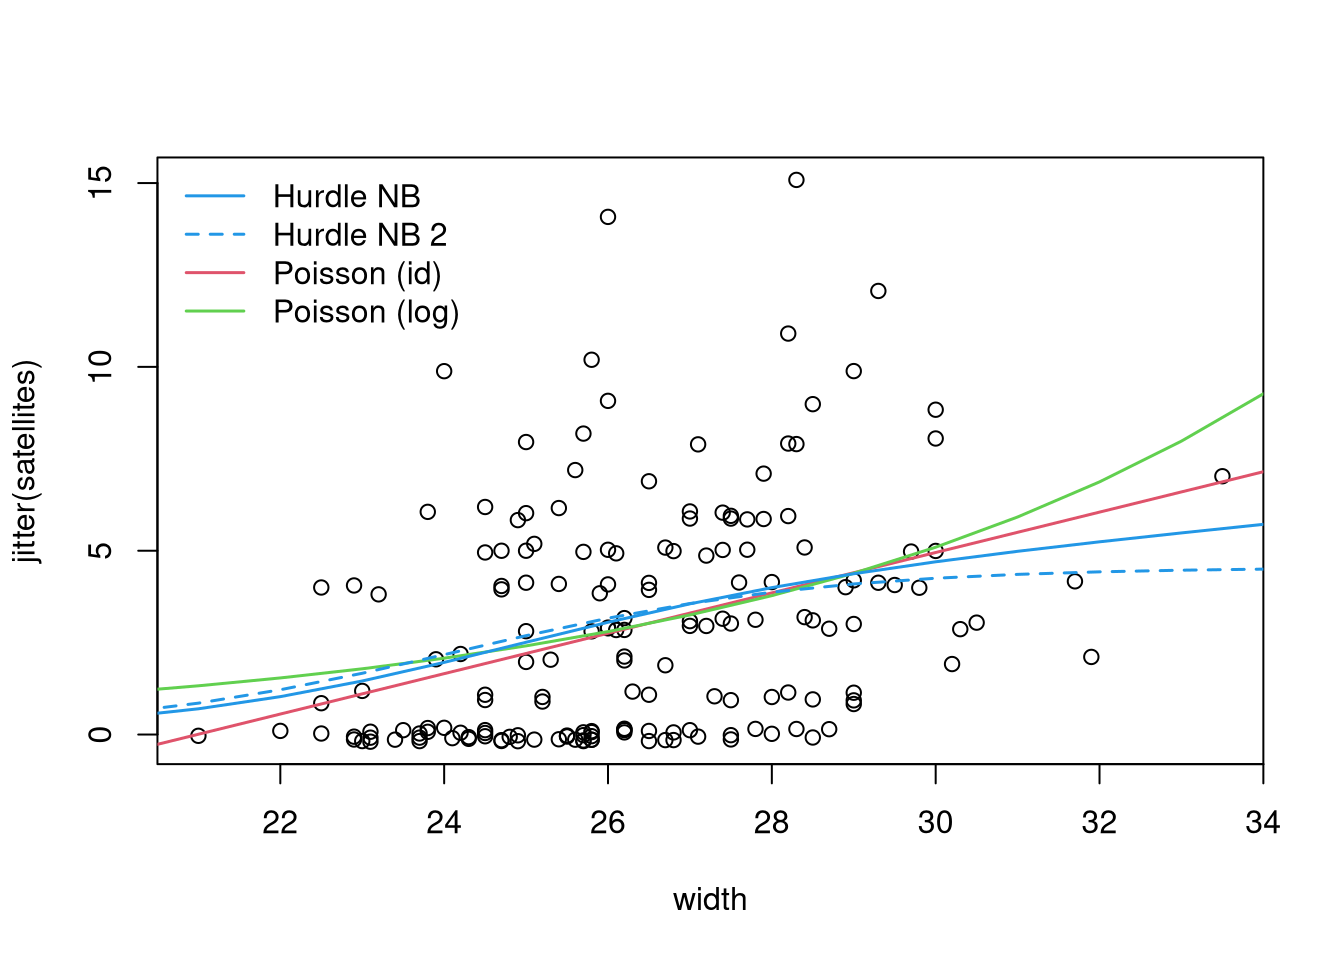 Hurdle NB
Hurdle NB 2
Poisson (id)
Poisson (log)
jitter(satellites)
15
10
5
0
22 24 26 28 30 32 34
width